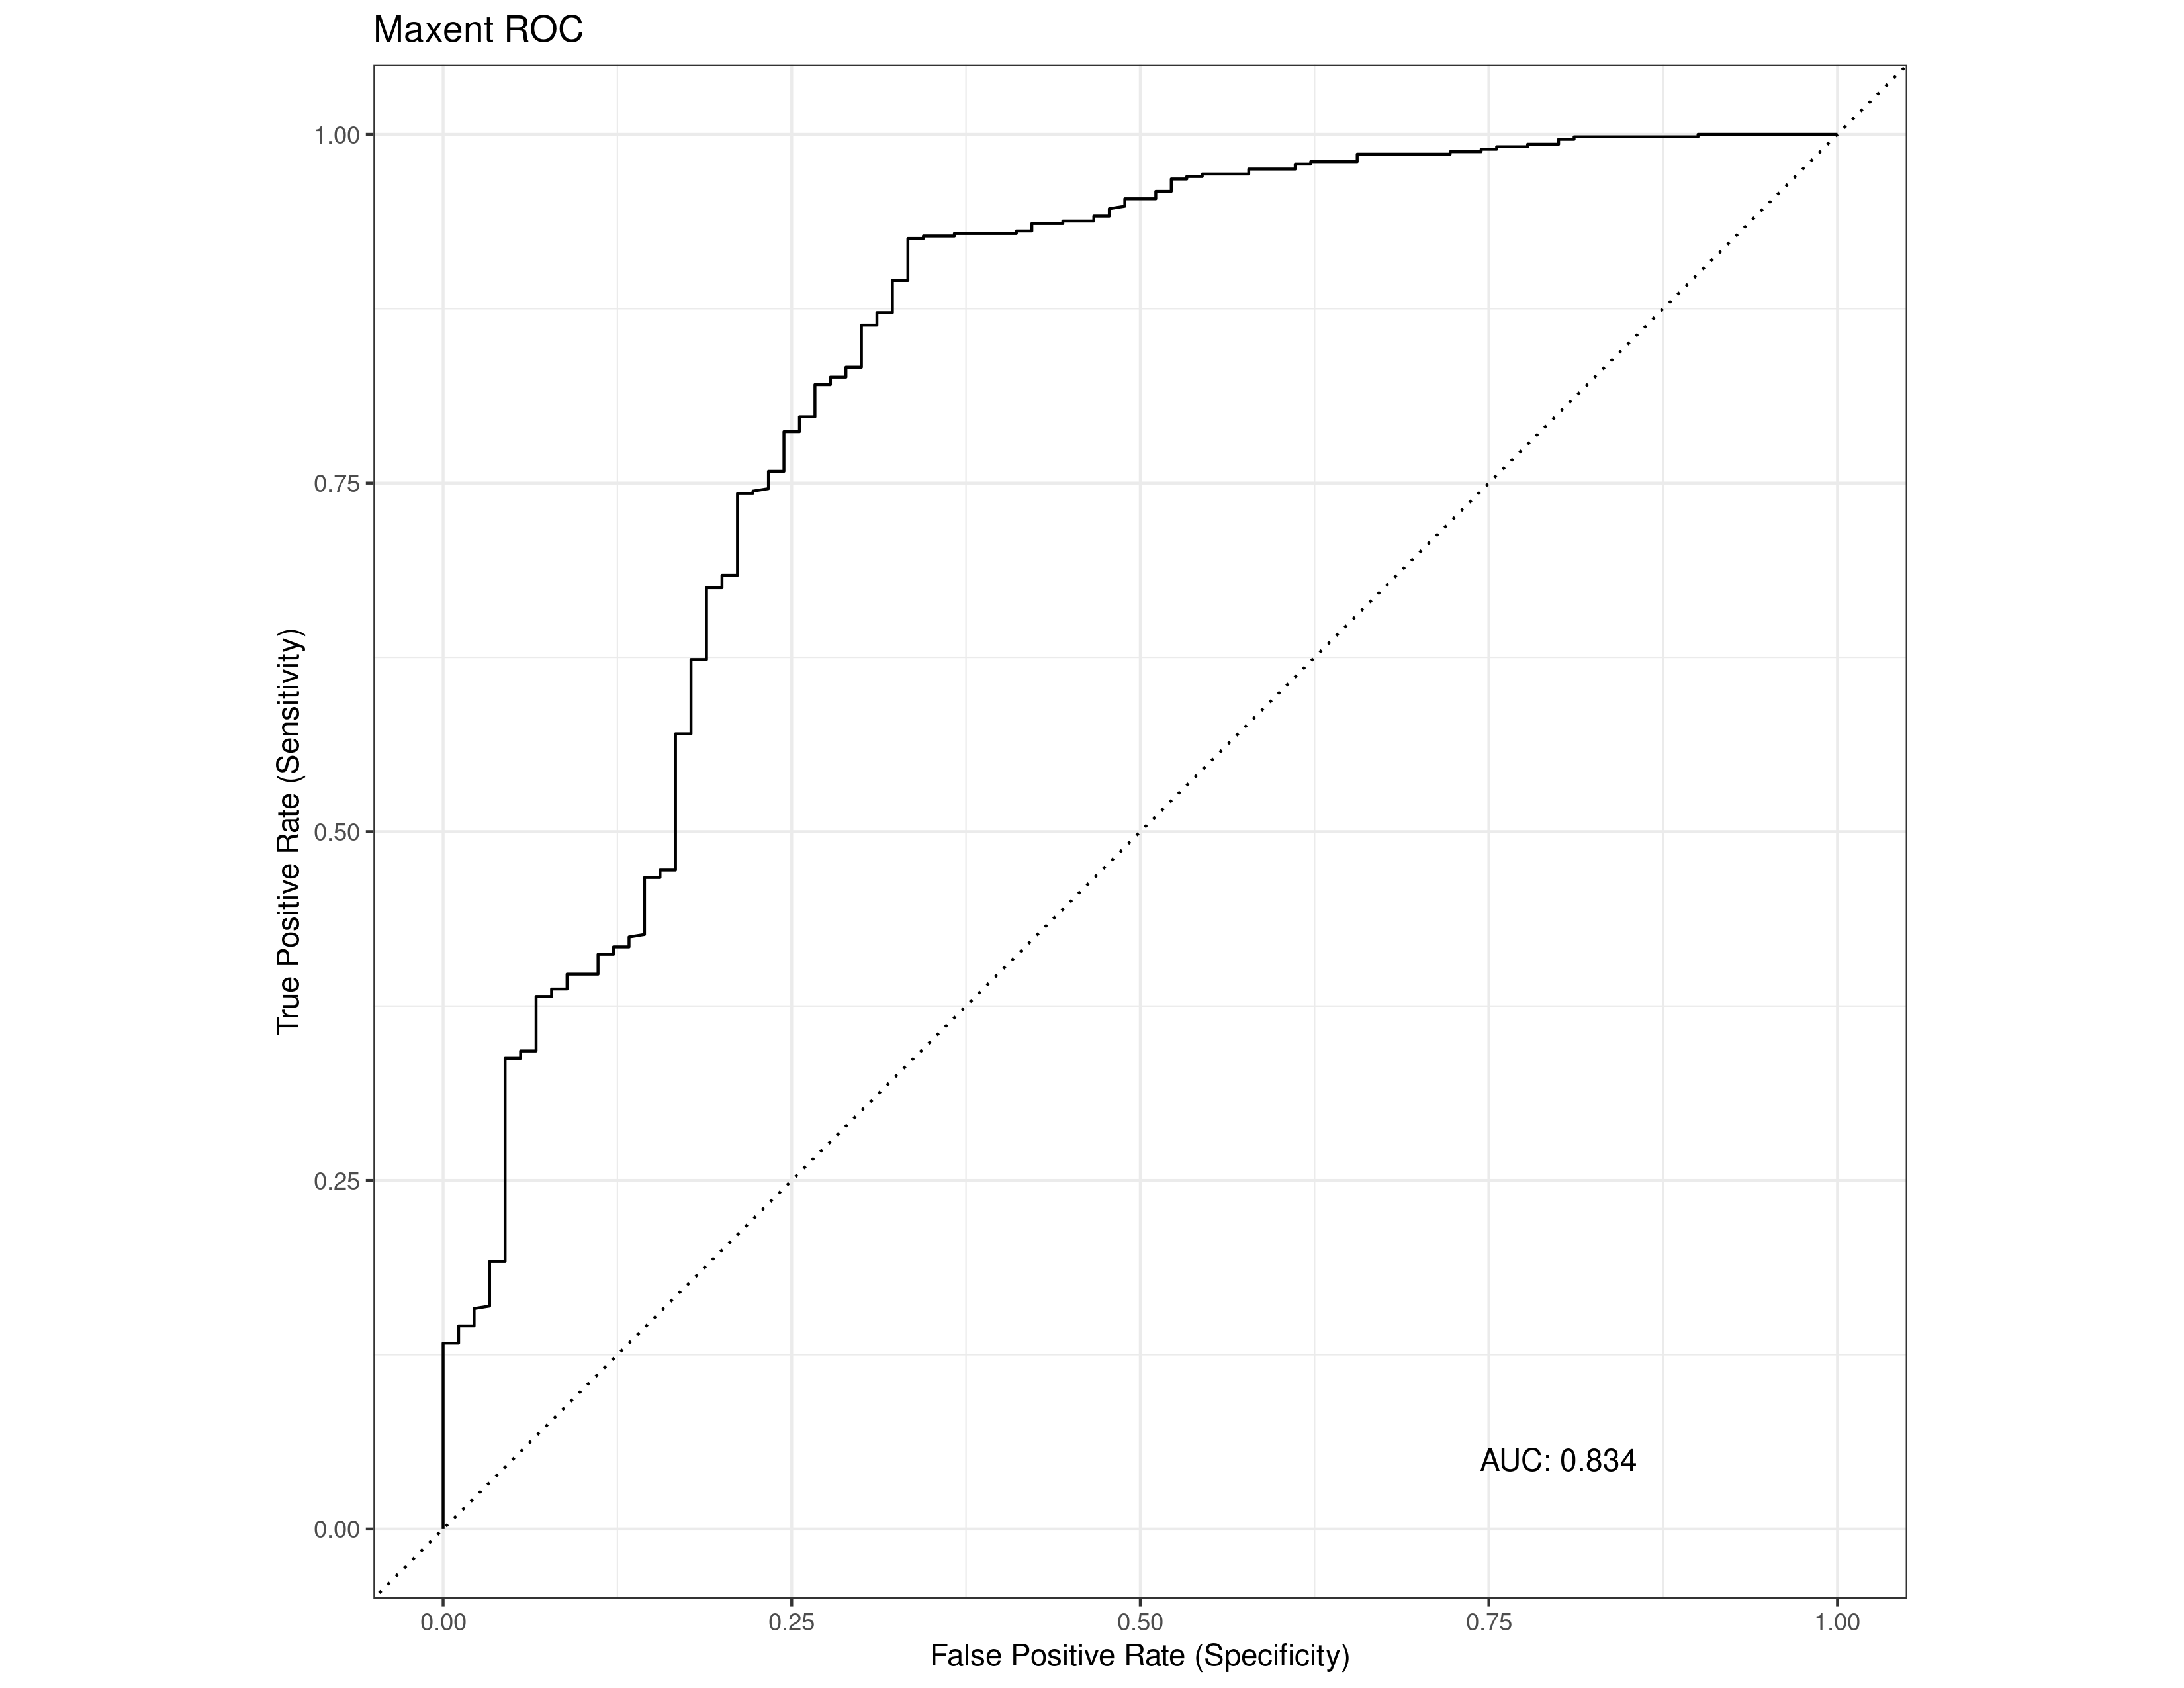 Maxent ROC
1.00
0.75
0.50
0.25
0.00
True Positive Rate (Sensitivity)
AUC: 0.834
0.00 0.25 0.50 0.75 1.00
False Positive Rate (Specificity)